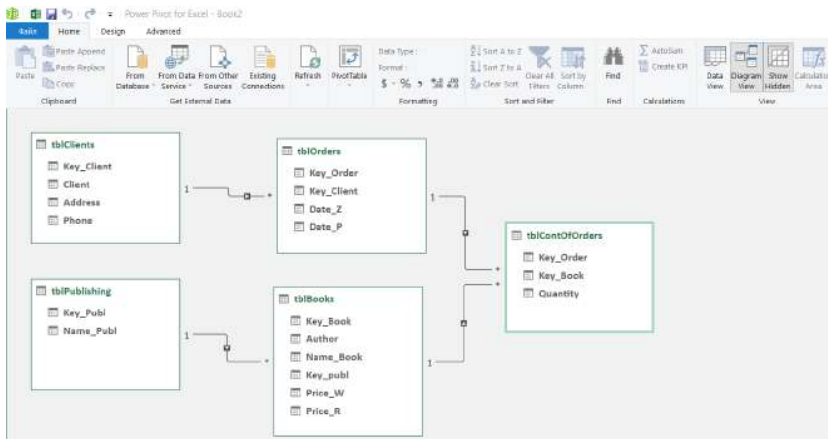 Power Pivot for Excel - Book2
Файл Home Design Advanced
Paste
Paste Append
Paste Replace
Copy
Clipboard
From Database
From Data Service
From Other Sources
Existing Connections
Get External Data
Refresh
PivotTable
Data Type :
Format :
$ % ,
Formatting
Sort A to Z
Sort Z to A
Clear Sort
Clear All Filters
Sort by Column
Sort and Filter
Find
Find
AutoSum
Create KPI
Calculations
Data View
Diagram View
Show Hidden
Calculation Area
View
tblClients
Key_Client
Client
Address
Phone
1
*
tblOrders
Key_Order
Key_Client
Date_Z
Date_P
1
*
tblContOfOrders
Key_Order
Key_Book
Quantity
tblPublishing
Key_Publ
Name_Publ
1
*
tblBooks
Key_Book
Author
Name_Book
Key_publ
Price_W
Price_R
1
*